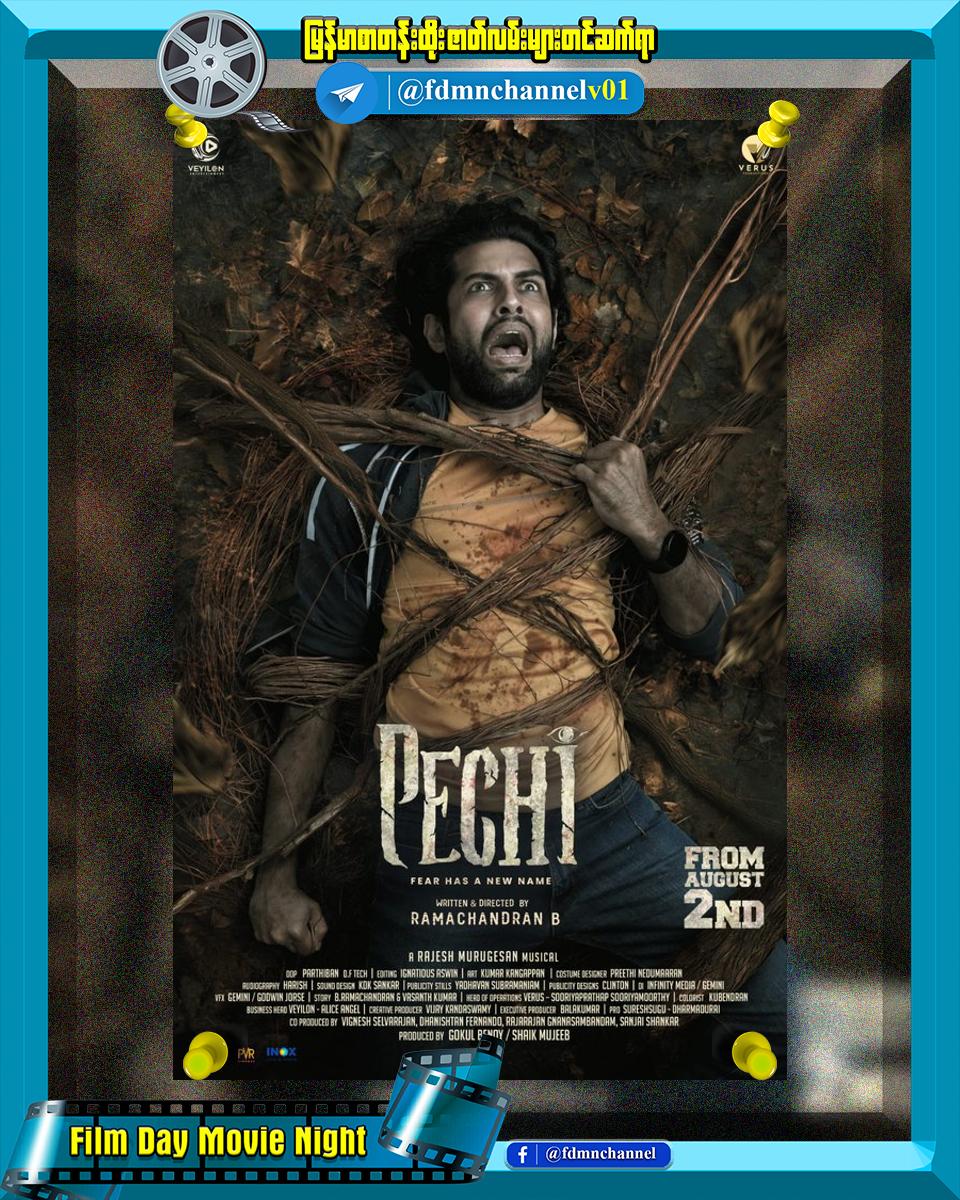 မြန်မာစာတန်းထိုးဇာတ်လမ်းများတင်ဆက်ရာ
@fdmnchannelv01
VEYILON
ENTERTAINMENT
VERUS
PECHI
FEAR HAS A NEW NAME
WRITTEN & DIRECTED BY
RAMACHANDRAN B
FROM
AUGUST
2ND
A RAJESH MURUGESAN MUSICAL
DOP PARTHIBAN D.F TECH | EDITING IGNATIOUS ASWIN | ART KUMAR KANGAPPAN | COSTUME DESIGNER PREETHI NEDUMARRAN
AUDIOGRAPHY HARISH | SOUND DESIGN KDK SANKAR | PUBLICITY STILLS YADHAVAN SUBRAMANIAM | PUBLICITY DESIGNS CLINTON | DI INFINITY MEDIA / GEMINI
VFX GEMINI / GODWIN JORSE | STORY B.RAMACHANDRAN & VASANTH KUMAR | HEAD OF OPERATIONS VERUS - SOORIYAPRATHAP SOORIYAMOORTHY | COLORIST KUBENDRAN
BUSINESS HEAD VEYILON - ALICE ANGEL | CREATIVE PRODUCER VIJAY KANDASWAMY | EXECUTIVE PRODUCER BALAKUMAR | PRO SURESHSUGU - DHARMADURAI
CO PRODUCED BY VIGNESH SELVARAJAN, DHANISHTAN FERNANDO, RAJARAJAN GNANASAMBANDAM, SANJAI SHANKAR
PRODUCED BY GOKUL BENOY / SHAIK MUJEEB
PVR INOX
Film Day Movie Night
@fdmnchannel